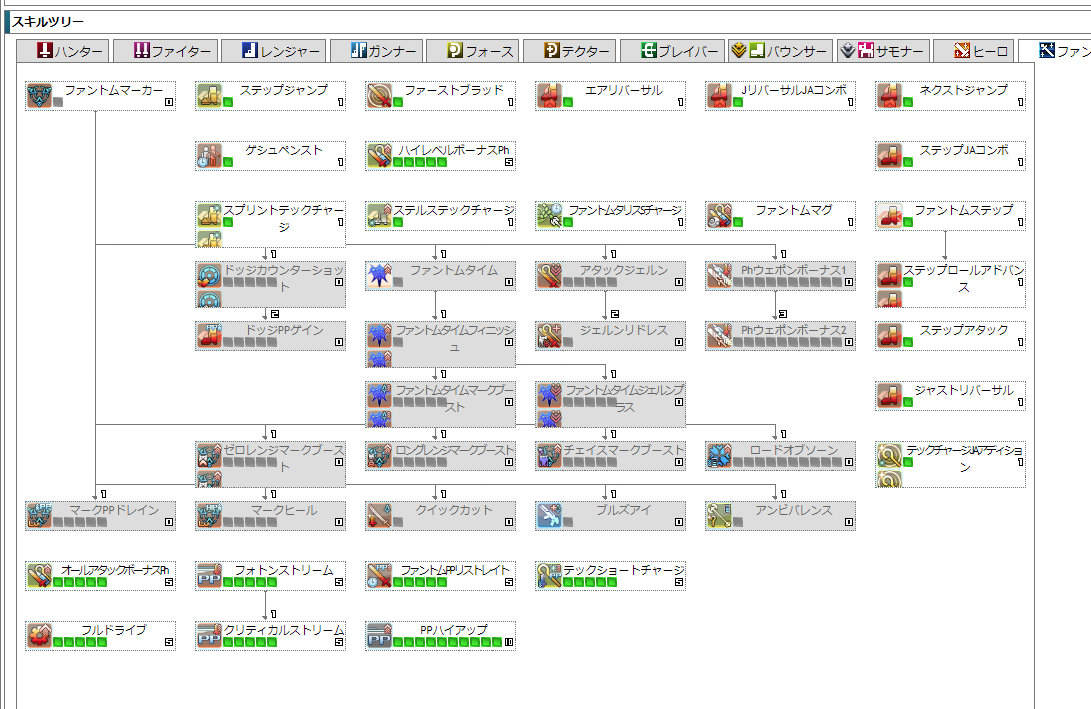 スキルツリー
ハンター ファイター レンジャー ガンナー フォース テクター ブレイバー バウンサー サモナー ヒーロ ファン
ファントムマーカー 0 ステップジャンプ 1 ファーストブラッド 1 エアリバーサル 1 JリバーサルJAコンボ 1 ネクストジャンプ 1
ゲシュペンスト 1 ハイレベルボーナスPh 5 ステップJAコンボ 1
スプリントテックチャー
ジ 1 ステルステックチャージ 1 ファントムタリスSチャージ 1 ファントムマグ 1 ファントムステップ 1
1 1 1 1
ドッジカウンターショッ
ト 0 ファントムタイム 0 アタックジェルン 0 Phウェポンボーナス1 0 ステップロールアドバン
ス 1
ドッジPPゲイン 0 ファントムタイムフィニッシ
ュ 0 ジェルンリドレス 0 Phウェポンボーナス2 0 ステップアタック 1
1 1
ファントムタイムマークブー
スト 0 ファントムタイムジェルンプ
ラス 0 ジャストリバーサル 1
1 1 1 1
ゼロレンジマークブース
ト 0 ロングレンジマークブースト 0 チェイスマークブースト 0 ロードオブソーン 0 テックチャージJAアディショ
ン 1
1 1 1 1 1
マークPPドレイン 0 マークヒール 0 クイックカット 0 ブルズアイ 0 アンビバレンス 0
オールアタックボーナスPh 5 フォトンストリーム 5 ファントムPPリストレイト 5 テックショートチャージ 5
1
フルドライブ 5 クリティカルストリーム 5 PPハイアップ 10